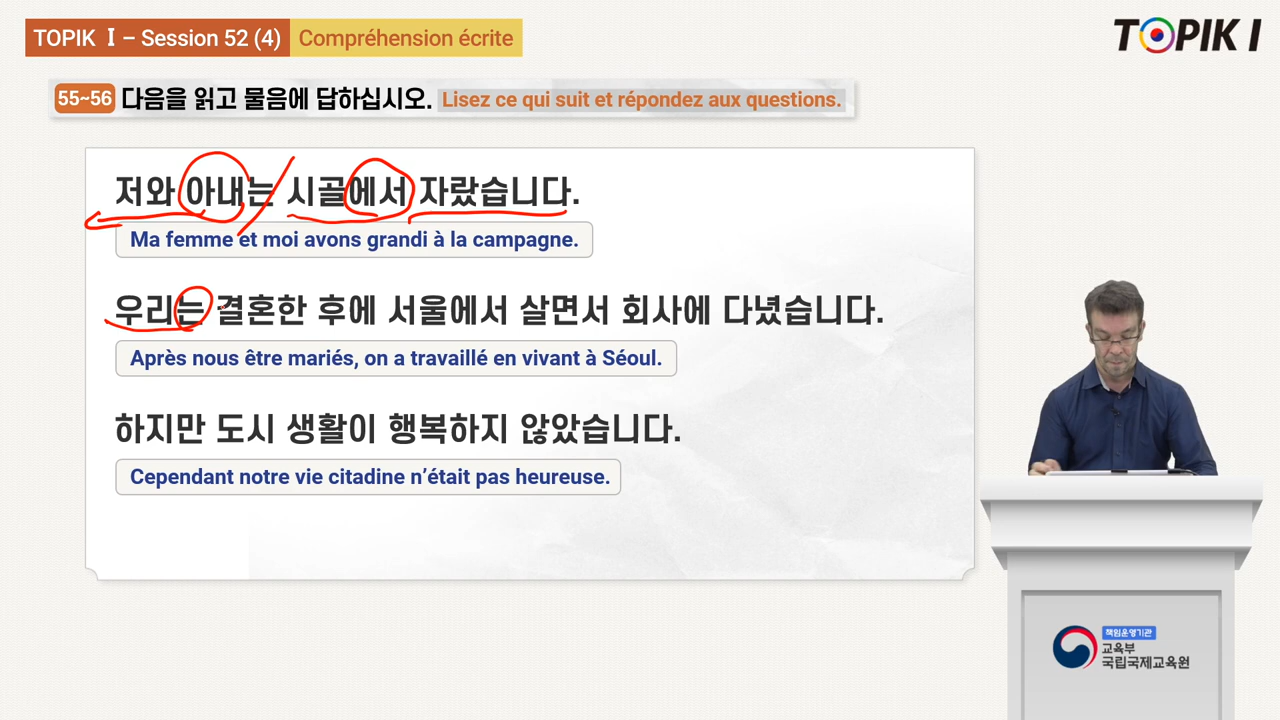 TOPIK Ⅰ – Session 52 (4) Compréhension écrite
TOPIK I
55~56 다음을 읽고 물음에 답하십시오. Lisez ce qui suit et répondez aux questions.
저와 아내는 시골에서 자랐습니다.
Ma femme et moi avons grandi à la campagne.
우리는 결혼한 후에 서울에서 살면서 회사에 다녔습니다.
Après nous être mariés, on a travaillé en vivant à Séoul.
하지만 도시 생활이 행복하지 않았습니다.
Cependant notre vie citadine n’était pas heureuse.
책임운영기관
교육부
국립국제교육원